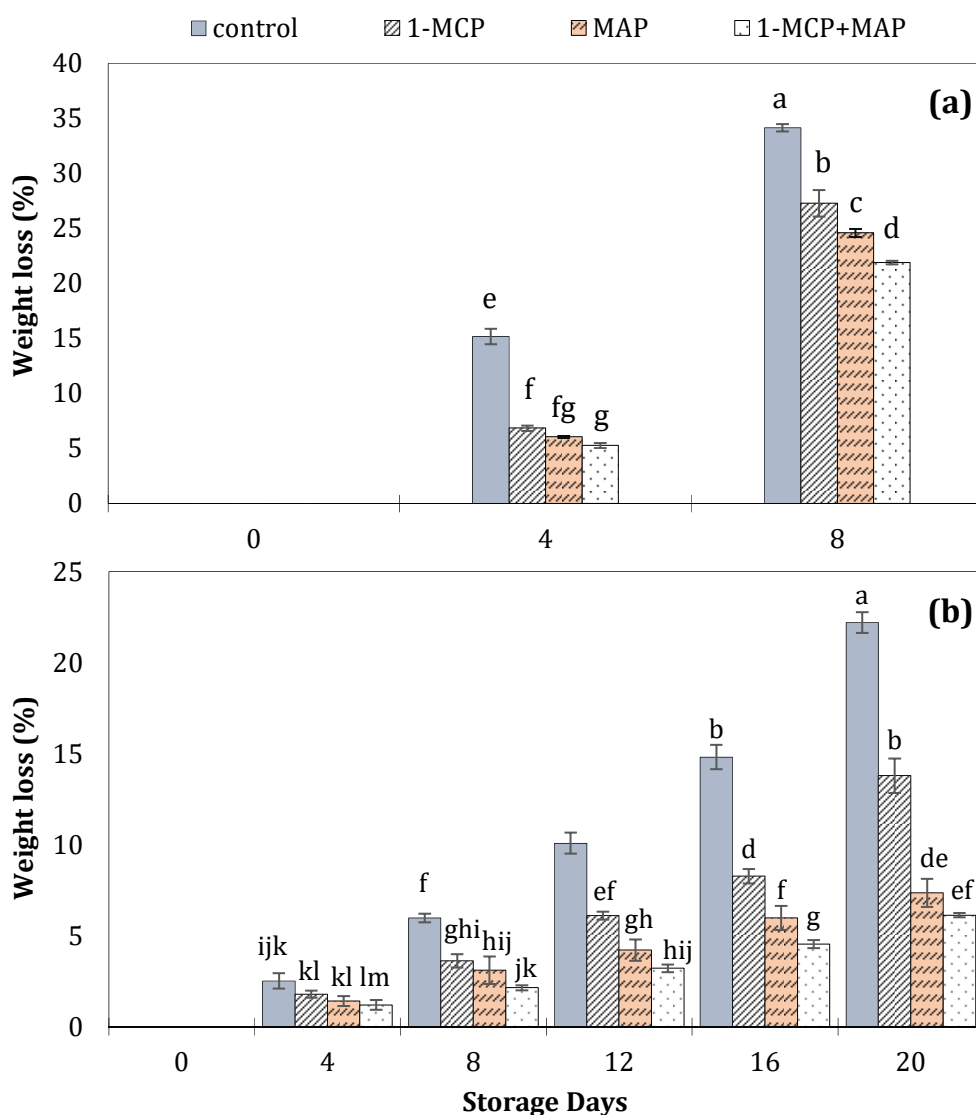 control 1-MCP MAP 1-MCP+MAP
40
(a)
a
35
b
30
c
25
d
20
e
15
f
fg
g
10
5
0
Weight loss (%)
0 4 8
25
a
(b)
20
b
b
15
de
d
10
ef
f
ef
f
gh
g
ghi
hij
hij
5
ijk
kl
kl
lm
jk
0
Weight loss (%)
0 4 8 12 16 20
Storage Days